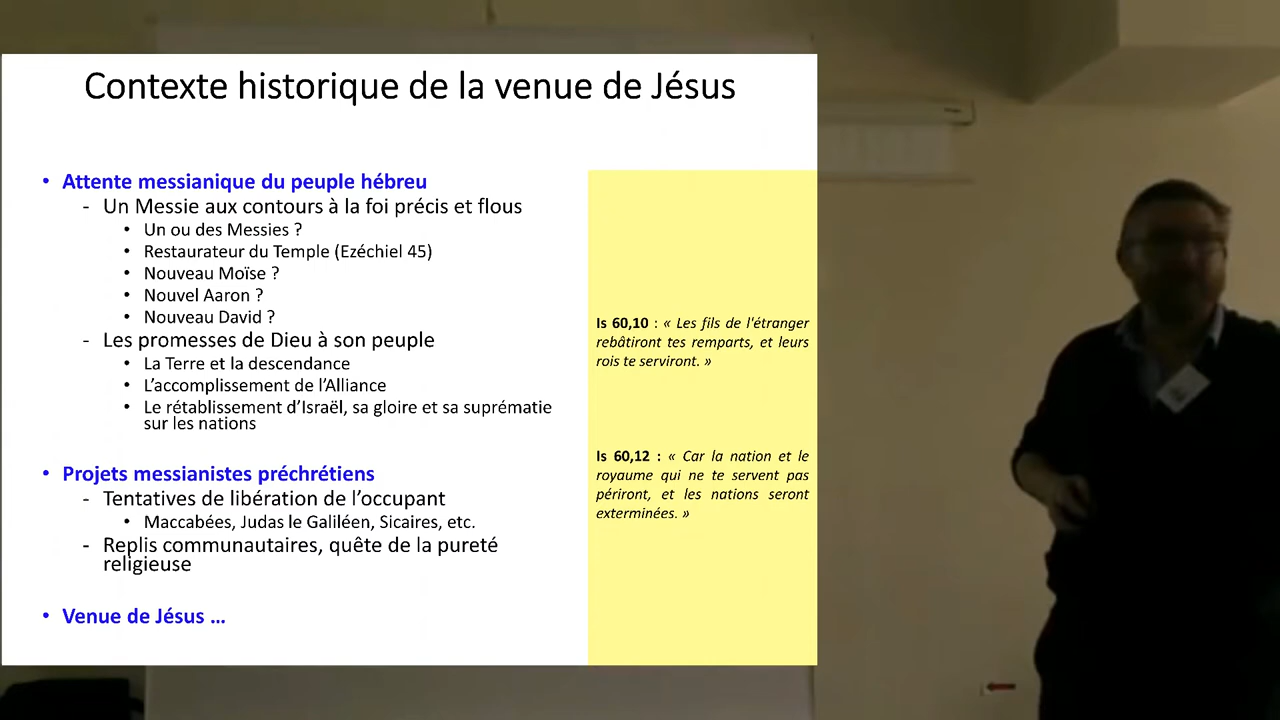 Contexte historique de la venue de Jésus
• Attente messianique du peuple hébreu
- Un Messie aux contours à la foi précis et flous
• Un ou des Messies ?
• Restaurateur du Temple (Ezéchiel 45)
• Nouveau Moïse ?
• Nouvel Aaron ?
• Nouveau David ?
- Les promesses de Dieu à son peuple
• La Terre et la descendance
• L'accomplissement de l'Alliance
• Le rétablissement d'Israël, sa gloire et sa suprématie
sur les nations
• Projets messianistes préchrétiens
- Tentatives de libération de l'occupant
• Maccabées, Judas le Galiléen, Sicaires, etc.
- Replis communautaires, quête de la pureté
religieuse
• Venue de Jésus ...
Is 60,10 : « Les fils de l'étranger
rebâtiront tes remparts, et leurs
rois te serviront. »
Is 60,12 : « Car la nation et le
royaume qui ne te servent pas
périront, et les nations seront
exterminées. »